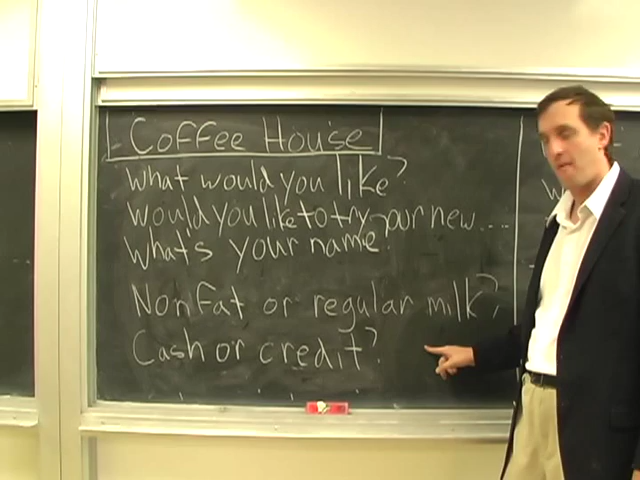 Coffee House
What would you like?
Would you like to try our new....
What's your name?
Nonfat or regular milk?
Cash or credit?
W